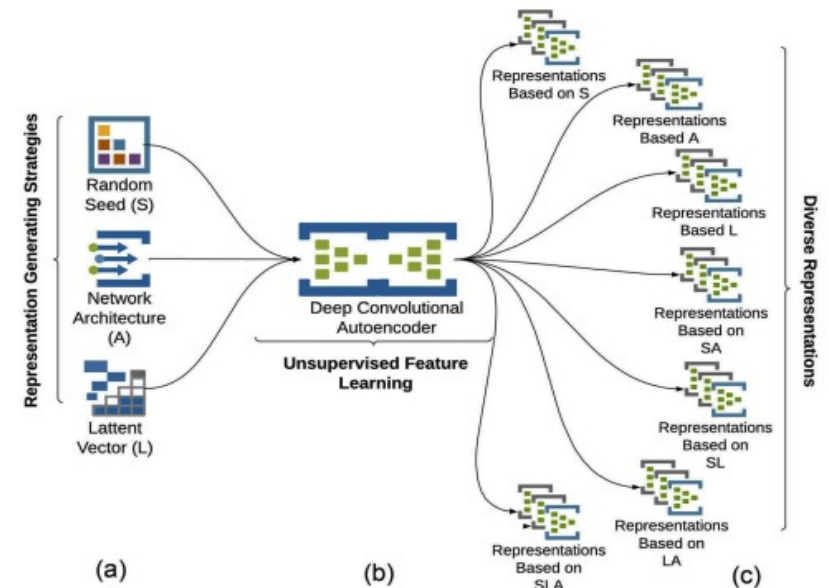 Representation Generating Strategies
Random
Seed (S)
Network
Architecture
(A)
Lattent
Vector (L)
(a)
Deep Convolutional
Autoencoder
Unsupervised Feature
Learning
(b)
Representations
Based on S
Representations
Based A
Representations
Based L
Representations
Based on
SA
Representations
Based on
SL
Representations
Based on
LA
Representations
Based on
SLA
(c)
Diverse Representations